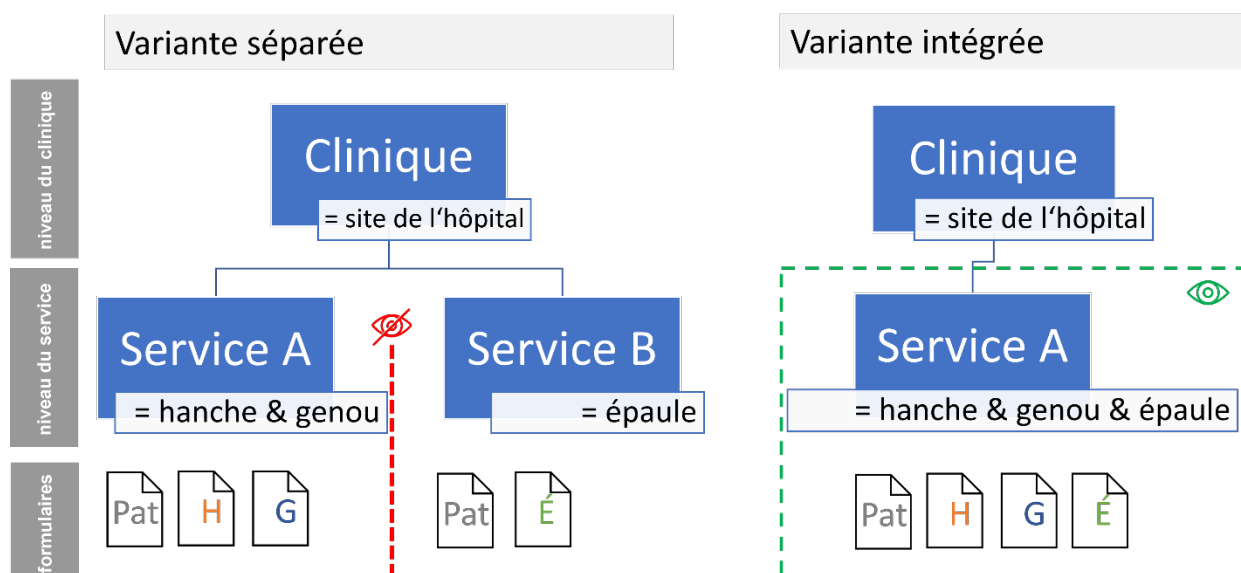 Variante séparée
Variante intégrée
niveau du clinique
Clinique
= site de l‘hôpital
Clinique
= site de l‘hôpital
niveau du service
Service A
= hanche & genou
Service B
= épaule
Service A
= hanche & genou & épaule
formulaires
Pat
H
G
Pat
É
Pat
H
G
É